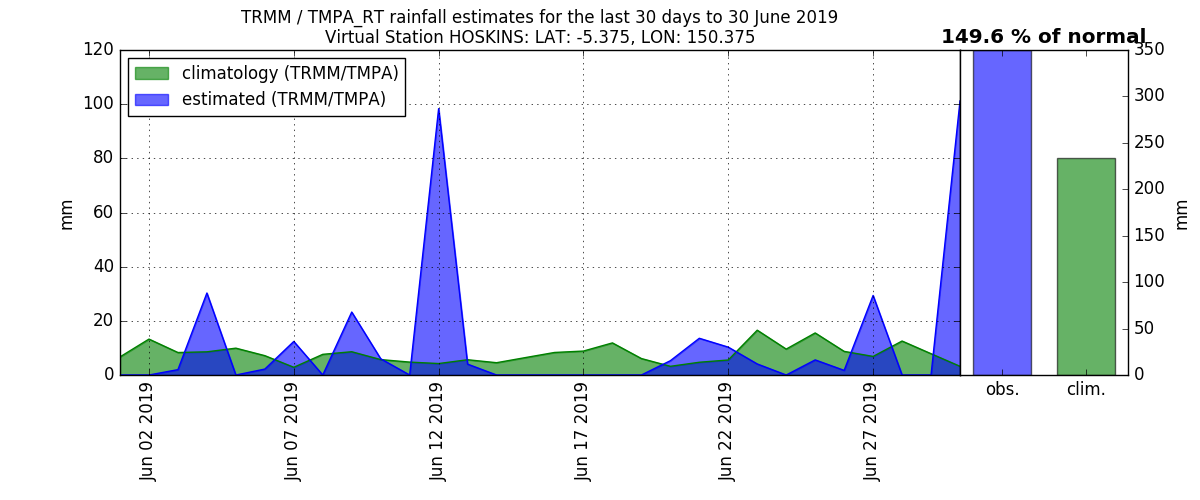 TRMM / TMPA_RT rainfall estimates for the last 30 days to 30 June 2019
Virtual Station HOSKINS: LAT: -5.375, LON: 150.375
149.6 % of normal
climatology (TRMM/TMPA)
estimated (TRMM/TMPA)
120
100
80
60
40
20
0
mm
Jun 02 2019
Jun 07 2019
Jun 12 2019
Jun 17 2019
Jun 22 2019
Jun 27 2019
350
300
250
200
150
100
50
0
mm
obs.
clim.